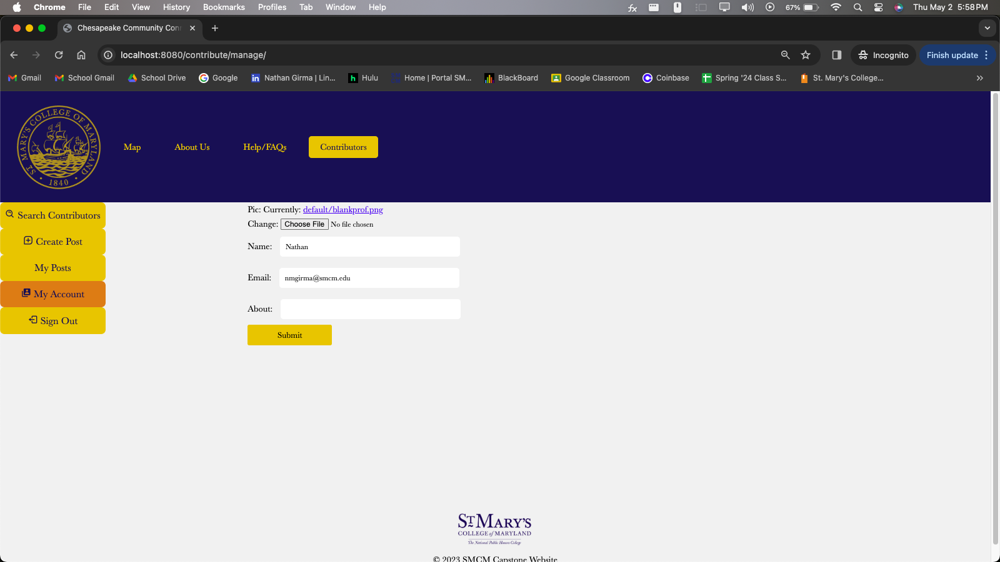 Chrome File Edit View History Bookmarks Profiles Tab Window Help 67% Thu May 2 5:58 PM
Chesapeake Community Con
localhost:8080/contribute/manage/ Incognito Finish update
Gmail School Gmail School Drive Google Nathan Girma | Lin... Hulu Home | Portal SM... BlackBoard Google Classroom Coinbase Spring '24 Class S... St. Mary's College... »
ST. MARY'S COLLEGE OF MARYLAND
· 1840 ·
Map About Us Help/FAQs Contributors
Search Contributors
Create Post
My Posts
My Account
Sign Out
Pic: Currently: default/blankprof.png
Change: Choose File No file chosen
Name: Nathan
Email: nmgirma@smcm.edu
About:
Submit
ST MARY'S
COLLEGE of MARYLAND
The National Public Honors College
© 2023 SMCM Capstone Website